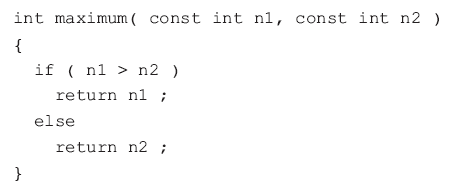 int maximum( const int n1, const int n2 )
{
  if ( n1 > n2 )
    return n1 ;
  else
    return n2 ;
}